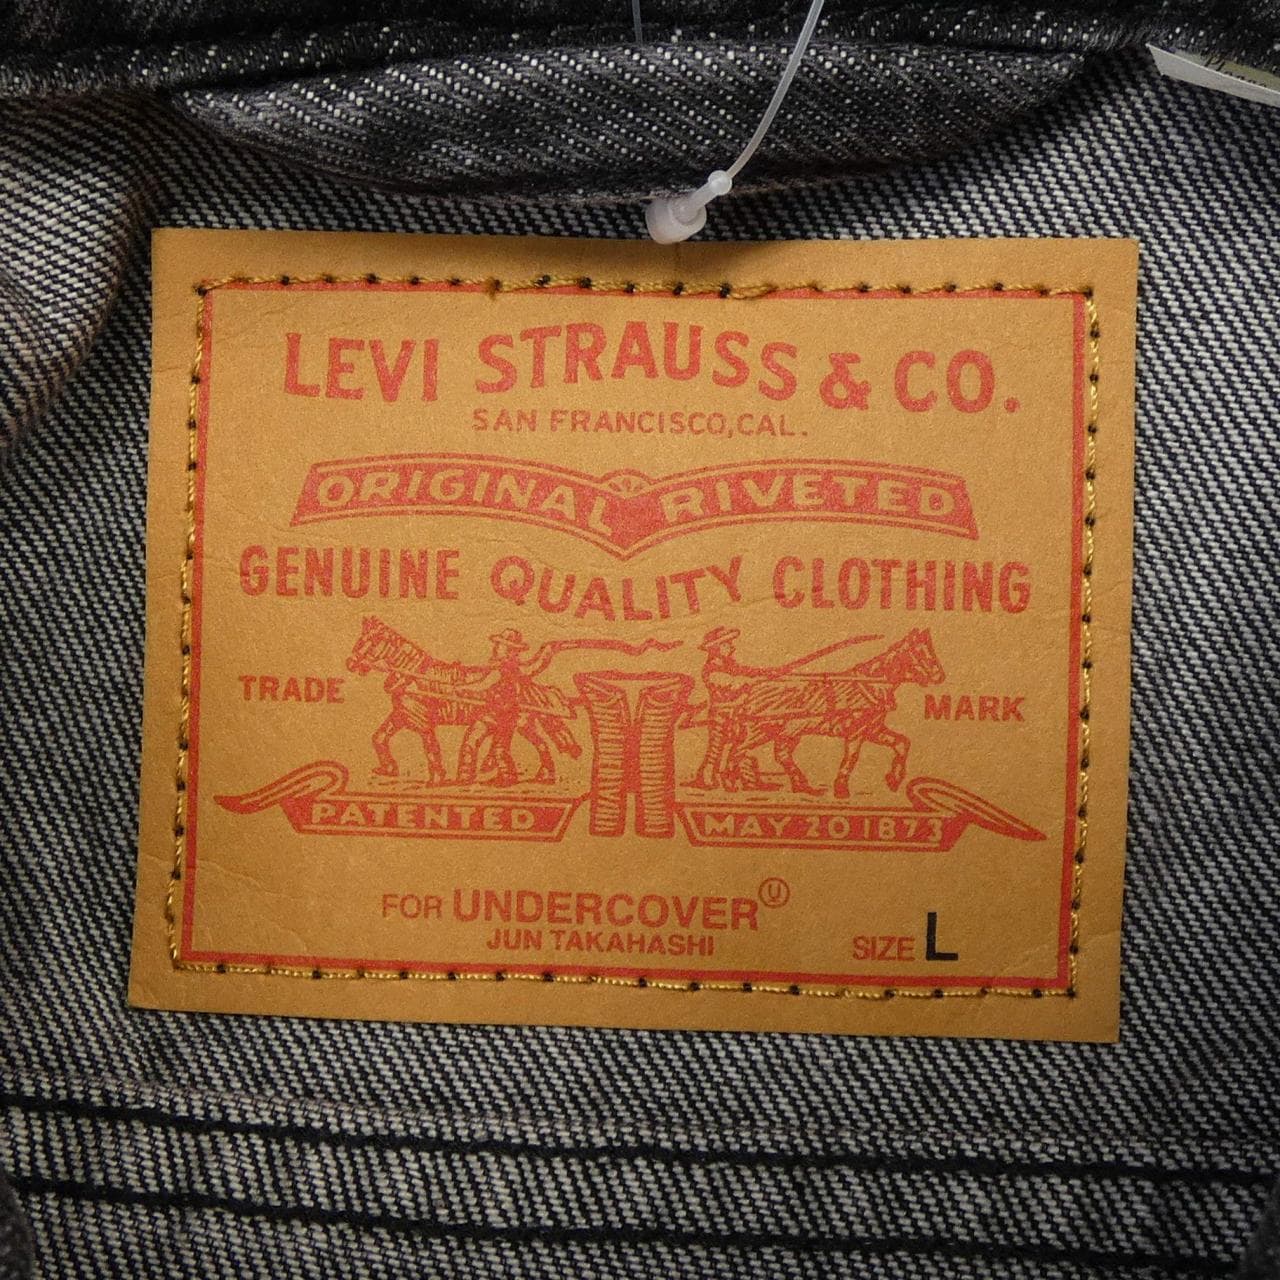 LEVI STRAUSS & CO.
SAN FRANCISCO, CAL.
ORIGINAL RIVETED
GENUINE QUALITY CLOTHING
TRADE MARK
PATENTED MAY 20 1873
FOR UNDERCOVER Ⓤ
JUN TAKAHASHI
SIZE L